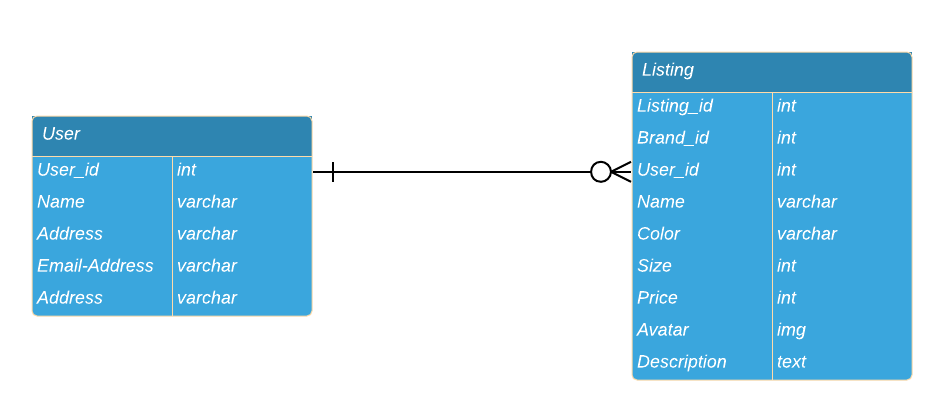 User
User_id int
Name varchar
Address varchar
Email-Address varchar
Address varchar
Listing
Listing_id int
Brand_id int
User_id int
Name varchar
Color varchar
Size int
Price int
Avatar img
Description text